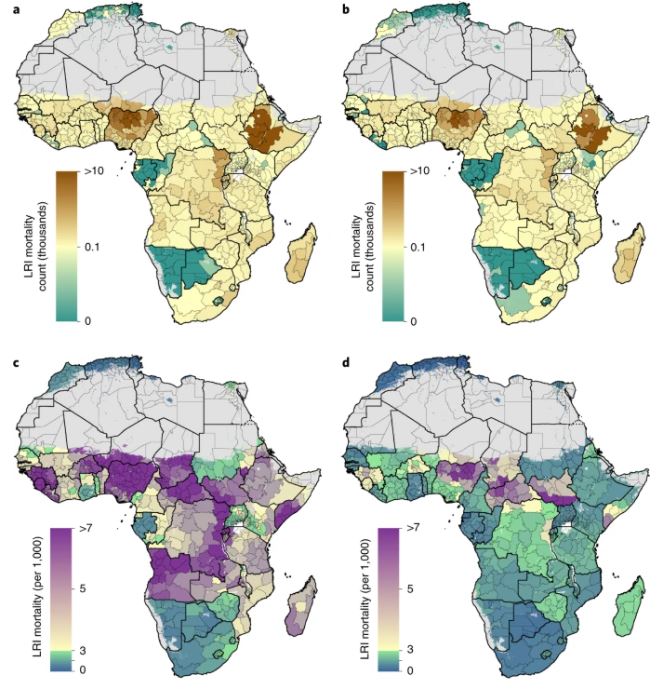 a
b
>10
0.1
0
LRI mortality
count (thousands)
>10
0.1
0
LRI mortality
count (thousands)
c
d
>7
5
3
0
LRI mortality (per 1,000)
>7
5
3
0
LRI mortality (per 1,000)